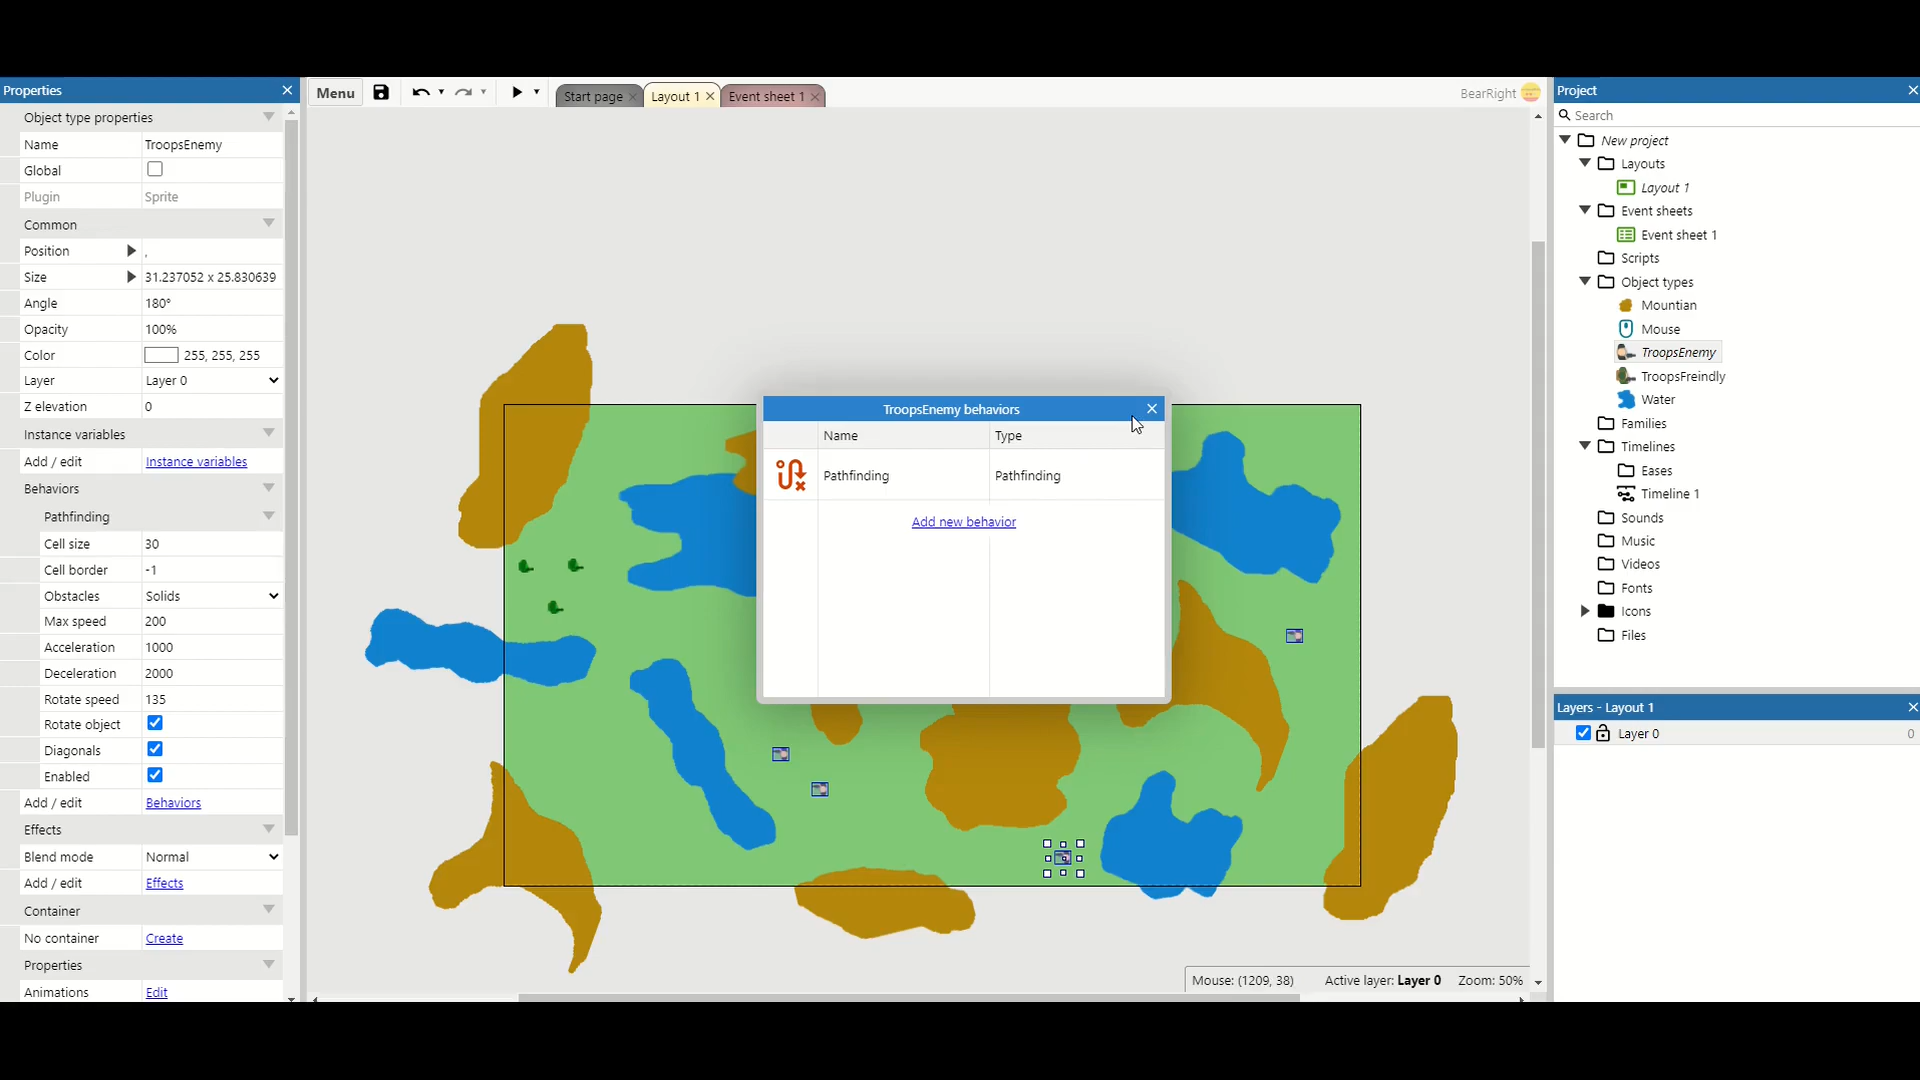 Properties
Object type properties
Name TroopsEnemy
Global
Plugin Sprite
Common
Position ,
Size 31.237052 x 25.830639
Angle 180°
Opacity 100%
Color 255, 255, 255
Layer Layer 0
Z elevation 0
Instance variables
Add / edit Instance variables
Behaviors
Pathfinding
Cell size 30
Cell border -1
Obstacles Solids
Max speed 200
Acceleration 1000
Deceleration 2000
Rotate speed 135
Rotate object
Diagonals
Enabled
Add / edit Behaviors
Effects
Blend mode Normal
Add / edit Effects
Container
No container Create
Properties
Animations Edit
Menu
Start page
Layout 1
Event sheet 1
BearRight
TroopsEnemy behaviors
Name Type
Pathfinding Pathfinding
Add new behavior
Mouse: (1209, 38) Active layer: Layer 0 Zoom: 50%
Project
Search
New project
Layouts
Layout 1
Event sheets
Event sheet 1
Scripts
Object types
Mountian
Mouse
TroopsEnemy
TroopsFreindly
Water
Families
Timelines
Eases
Timeline 1
Sounds
Music
Videos
Fonts
Icons
Files
Layers - Layout 1
Layer 0 0